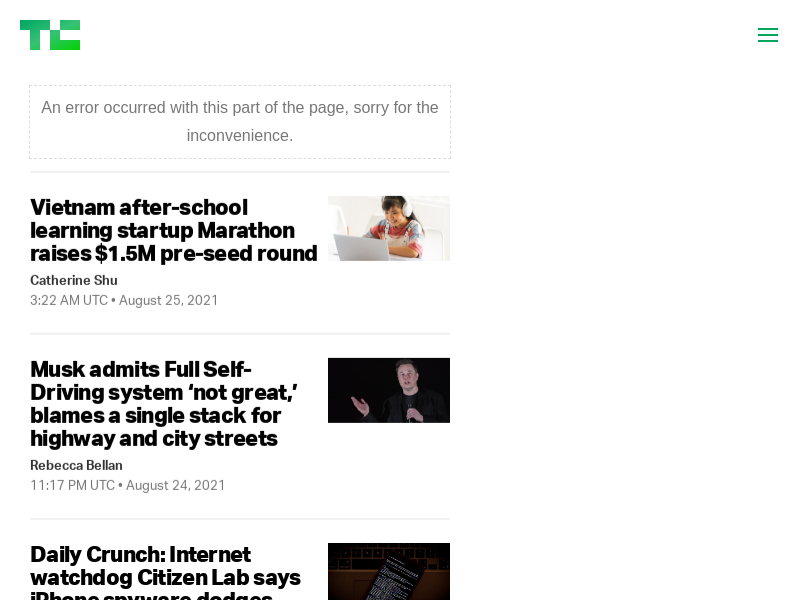 TC
An error occurred with this part of the page, sorry for the
inconvenience.
Vietnam after-school
learning startup Marathon
raises $1.5M pre-seed round
Catherine Shu
3:22 AM UTC • August 25, 2021
Musk admits Full Self-
Driving system ‘not great,’
blames a single stack for
highway and city streets
Rebecca Bellan
11:17 PM UTC • August 24, 2021
Daily Crunch: Internet
watchdog Citizen Lab says
iPhone spyware dodges